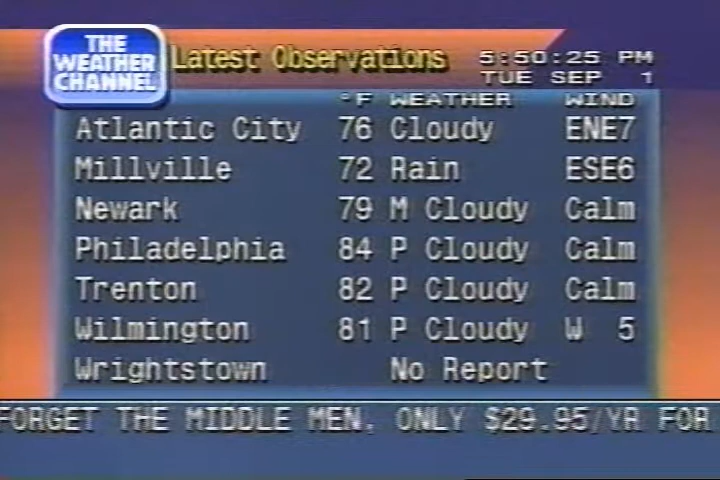 THE
WEATHER
CHANNEL
Latest Observations
5:50:25 PM
TUE SEP 1
°F WEATHER WIND
Atlantic City 76 Cloudy ENE7
Millville 72 Rain ESE6
Newark 79 M Cloudy Calm
Philadelphia 84 P Cloudy Calm
Trenton 82 P Cloudy Calm
Wilmington 81 P Cloudy W 5
Wrightstown No Report
FORGET THE MIDDLE MEN. ONLY $29.95/YR FOR